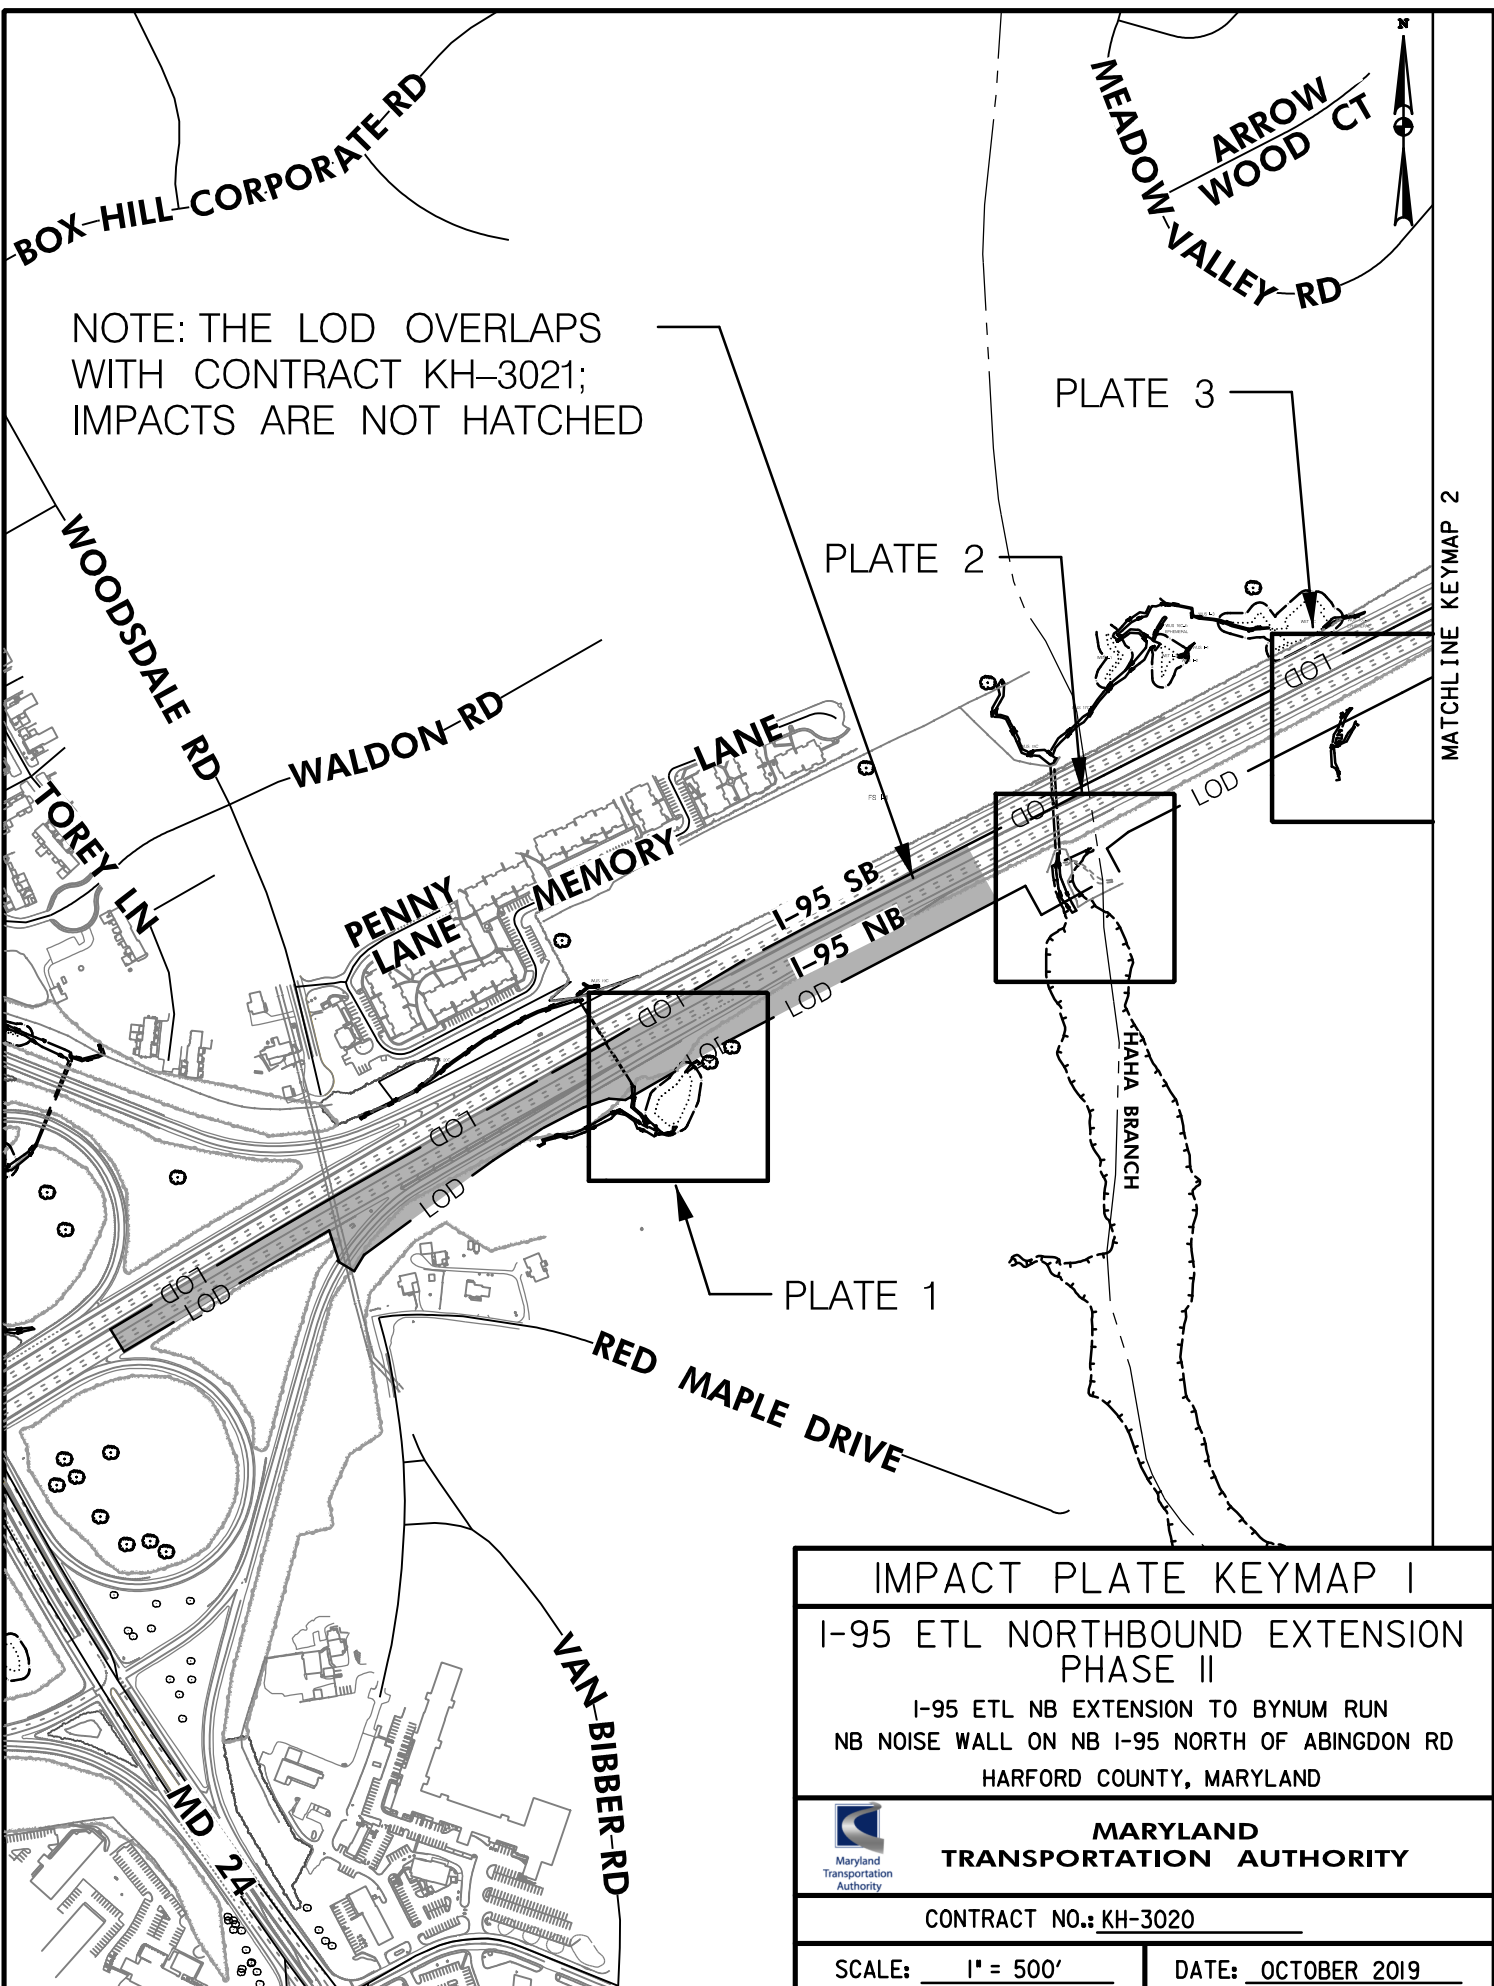 N
BOX HILL CORPORATE RD
MEADOW VALLEY RD
ARROW
WOOD CT
NOTE: THE LOD OVERLAPS
WITH CONTRACT KH-3021;
IMPACTS ARE NOT HATCHED
PLATE 3
PLATE 2
MATCHLINE KEYMAP 2
WOODSDALE RD
WALDON RD
TOREY LN
PENNY
LANE
MEMORY LANE
I-95 SB
I-95 NB
LOD
LOD
LOD
LOD
LOD
LOD
LOD
LOD
LOD
LOD
HAHA BRANCH
PLATE 1
RED MAPLE DRIVE
VAN BIBBER RD
MD 24
IMPACT PLATE KEYMAP 1
I-95 ETL NORTHBOUND EXTENSION
PHASE II
I-95 ETL NB EXTENSION TO BYNUM RUN
NB NOISE WALL ON NB I-95 NORTH OF ABINGDON RD
HARFORD COUNTY, MARYLAND
Maryland
Transportation
Authority
MARYLAND
TRANSPORTATION AUTHORITY
CONTRACT NO.: KH-3020
SCALE: 1" = 500'
DATE: OCTOBER 2019